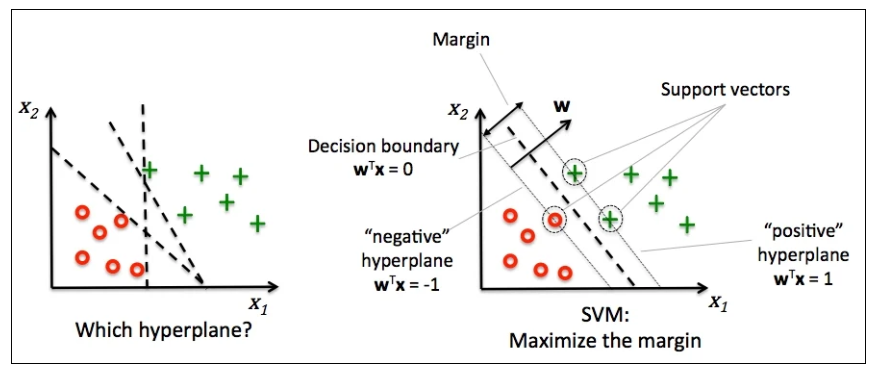 x₂
x₁
Which hyperplane?
Margin
x₂
w
Support vectors
Decision boundary
wᵀx = 0
“negative”
hyperplane
wᵀx = -1
“positive”
hyperplane
wᵀx = 1
x₁
SVM:
Maximize the margin